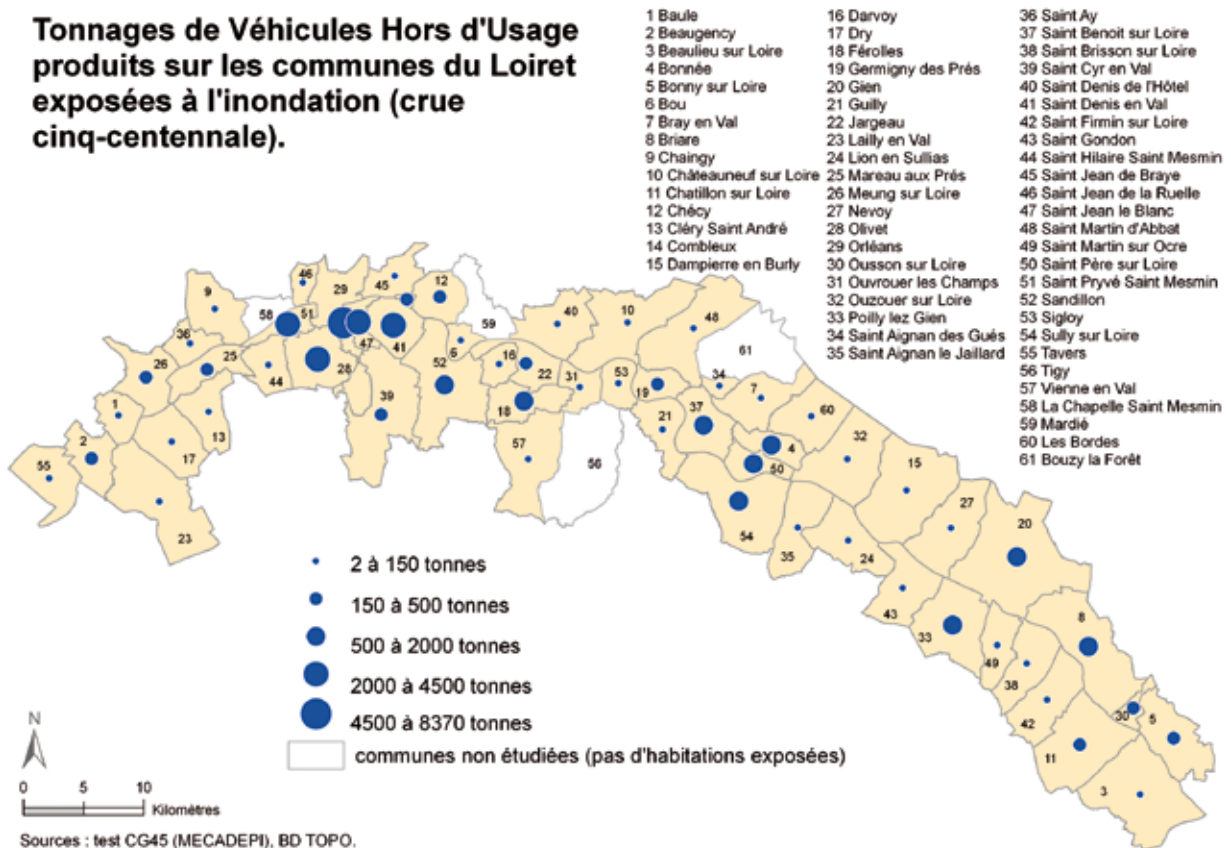 Tonnages de Véhicules Hors d'Usage
produits sur les communes du Loiret
exposées à l'inondation (crue
cinq-centennale).
1 Baule
2 Beaugency
3 Beaulieu sur Loire
4 Bonnée
5 Bonny sur Loire
6 Bou
7 Bray en Val
8 Briare
9 Chaingy
10 Châteauneuf sur Loire
11 Chatillon sur Loire
12 Chécy
13 Cléry Saint André
14 Combleux
15 Dampierre en Burly
16 Darvoy
17 Dry
18 Férolles
19 Germigny des Prés
20 Gien
21 Guilly
22 Jargeau
23 Lailly en Val
24 Lion en Sullias
25 Mareau aux Prés
26 Meung sur Loire
27 Nevoy
28 Olivet
29 Orléans
30 Ousson sur Loire
31 Ouvrouer les Champs
32 Ouzouer sur Loire
33 Poilly lez Gien
34 Saint Aignan des Gués
35 Saint Aignan le Jaillard
36 Saint Ay
37 Saint Benoit sur Loire
38 Saint Brisson sur Loire
39 Saint Cyr en Val
40 Saint Denis de l'Hôtel
41 Saint Denis en Val
42 Saint Firmin sur Loire
43 Saint Gondon
44 Saint Hilaire Saint Mesmin
45 Saint Jean de Braye
46 Saint Jean de la Ruelle
47 Saint Jean le Blanc
48 Saint Martin d'Abbat
49 Saint Martin sur Ocre
50 Saint Père sur Loire
51 Saint Pryvé Saint Mesmin
52 Sandillon
53 Sigloy
54 Sully sur Loire
55 Tavers
56 Tigy
57 Vienne en Val
58 La Chapelle Saint Mesmin
59 Mardié
60 Les Bordes
61 Bouzy la Forêt
46
45
12
9
29
58
51
59
40
10
48
36
47
41
6
61
26
25
44
28
52
16
22
31
53
19
34
7
1
39
18
37
60
2
13
21
4
32
17
57
56
50
15
55
27
20
23
54
35
24
43
33
8
49
38
42
30
5
11
3
2 à 150 tonnes
150 à 500 tonnes
500 à 2000 tonnes
2000 à 4500 tonnes
4500 à 8370 tonnes
communes non étudiées (pas d'habitations exposées)
N
0 5 10
Kilomètres
Sources : test CG45 (MECADEPI), BD TOPO.